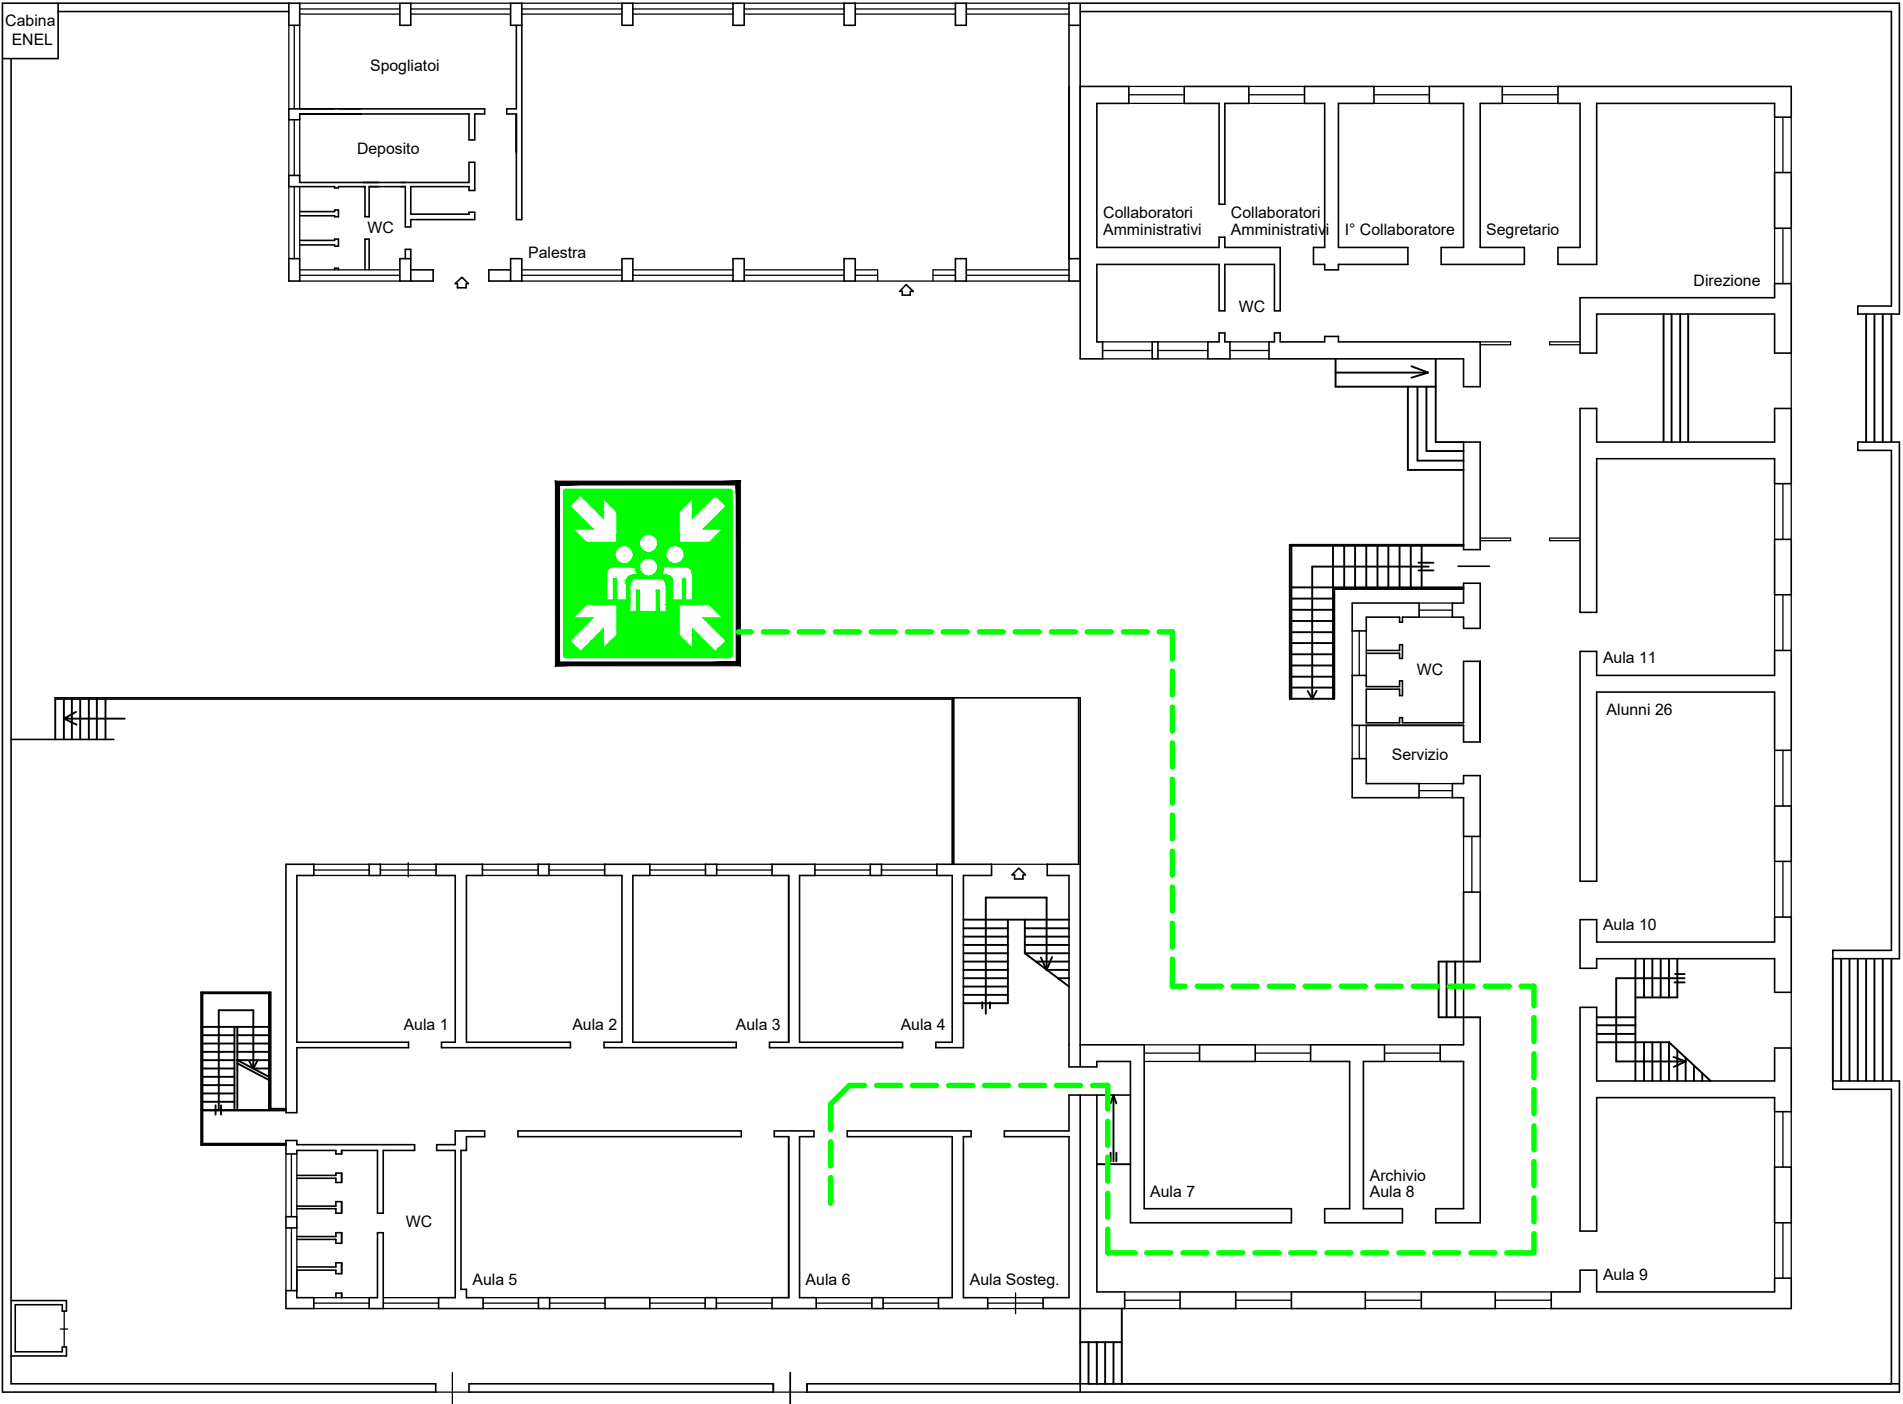 Cabina
ENEL
Spogliatoi
Deposito
WC
Palestra
Collaboratori
Amministrativi
Collaboratori
Amministrativi
I° Collaboratore
Segretario
Direzione
WC
Aula 11
WC
Alunni 26
Servizio
Aula 10
Aula 1
Aula 2
Aula 3
Aula 4
Archivio
Aula 8
Aula 7
WC
Aula 5
Aula 6
Aula Sosteg.
Aula 9